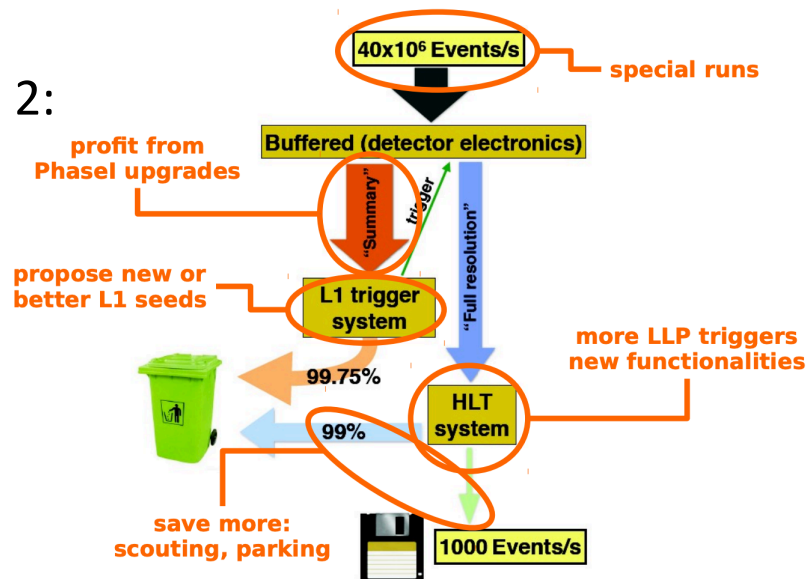 40x10⁶ Events/s
special runs
2:
Buffered (detector electronics)
profit from
PhaseI upgrades
"Summary"
trigger
"Full resolution"
propose new or
better L1 seeds
L1 trigger
system
more LLP triggers
new functionalities
99.75%
HLT
system
99%
save more:
scouting, parking
1000 Events/s